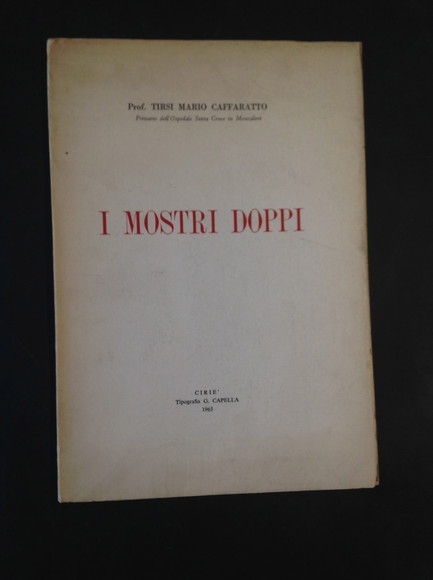 Prof. TIRSI MARIO CAFFARATTO
Primario dell'Ospedale Santa Croce in Moncalieri
I MOSTRI DOPPI
CIRIE'
Tipografia G. CAPELLA
1963